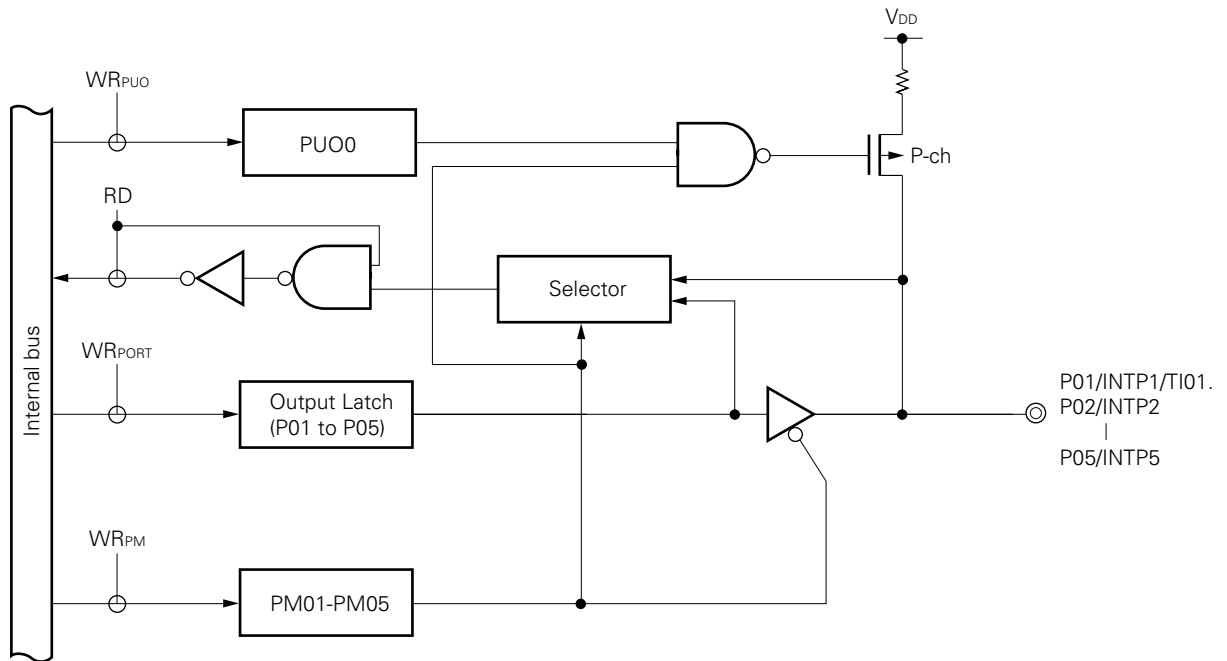 VDD
WRPUO
PUO0
P-ch
RD
Selector
Internal bus
WRPORT
Output Latch
(P01 to P05)
P01/INTP1/TI01.
P02/INTP2
P05/INTP5
WRPM
PM01-PM05